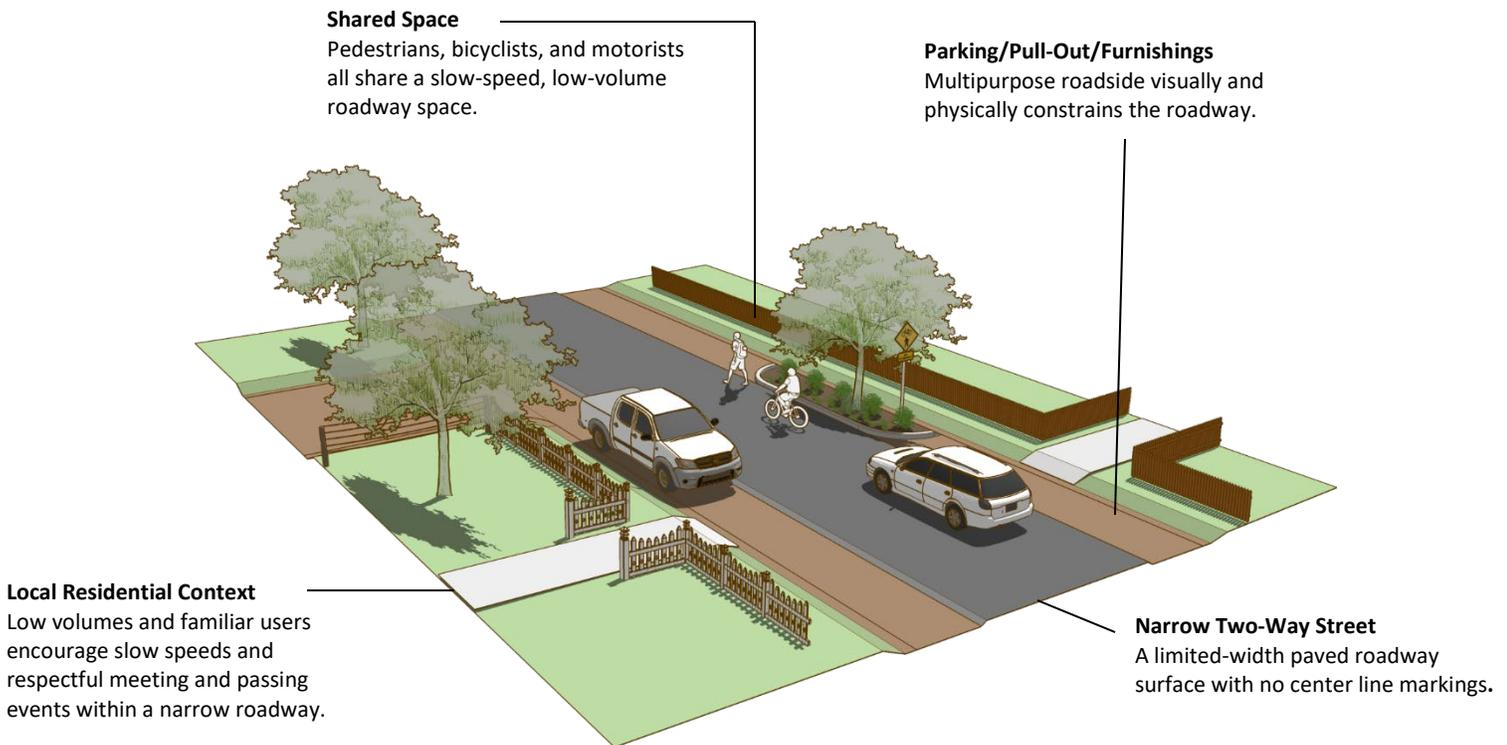 Shared Space
Pedestrians, bicyclists, and motorists
all share a slow-speed, low-volume
roadway space.
Parking/Pull-Out/Furnishings
Multipurpose roadside visually and
physically constrains the roadway.
Local Residential Context
Low volumes and familiar users
encourage slow speeds and
respectful meeting and passing
events within a narrow roadway.
Narrow Two-Way Street
A limited-width paved roadway
surface with no center line markings.